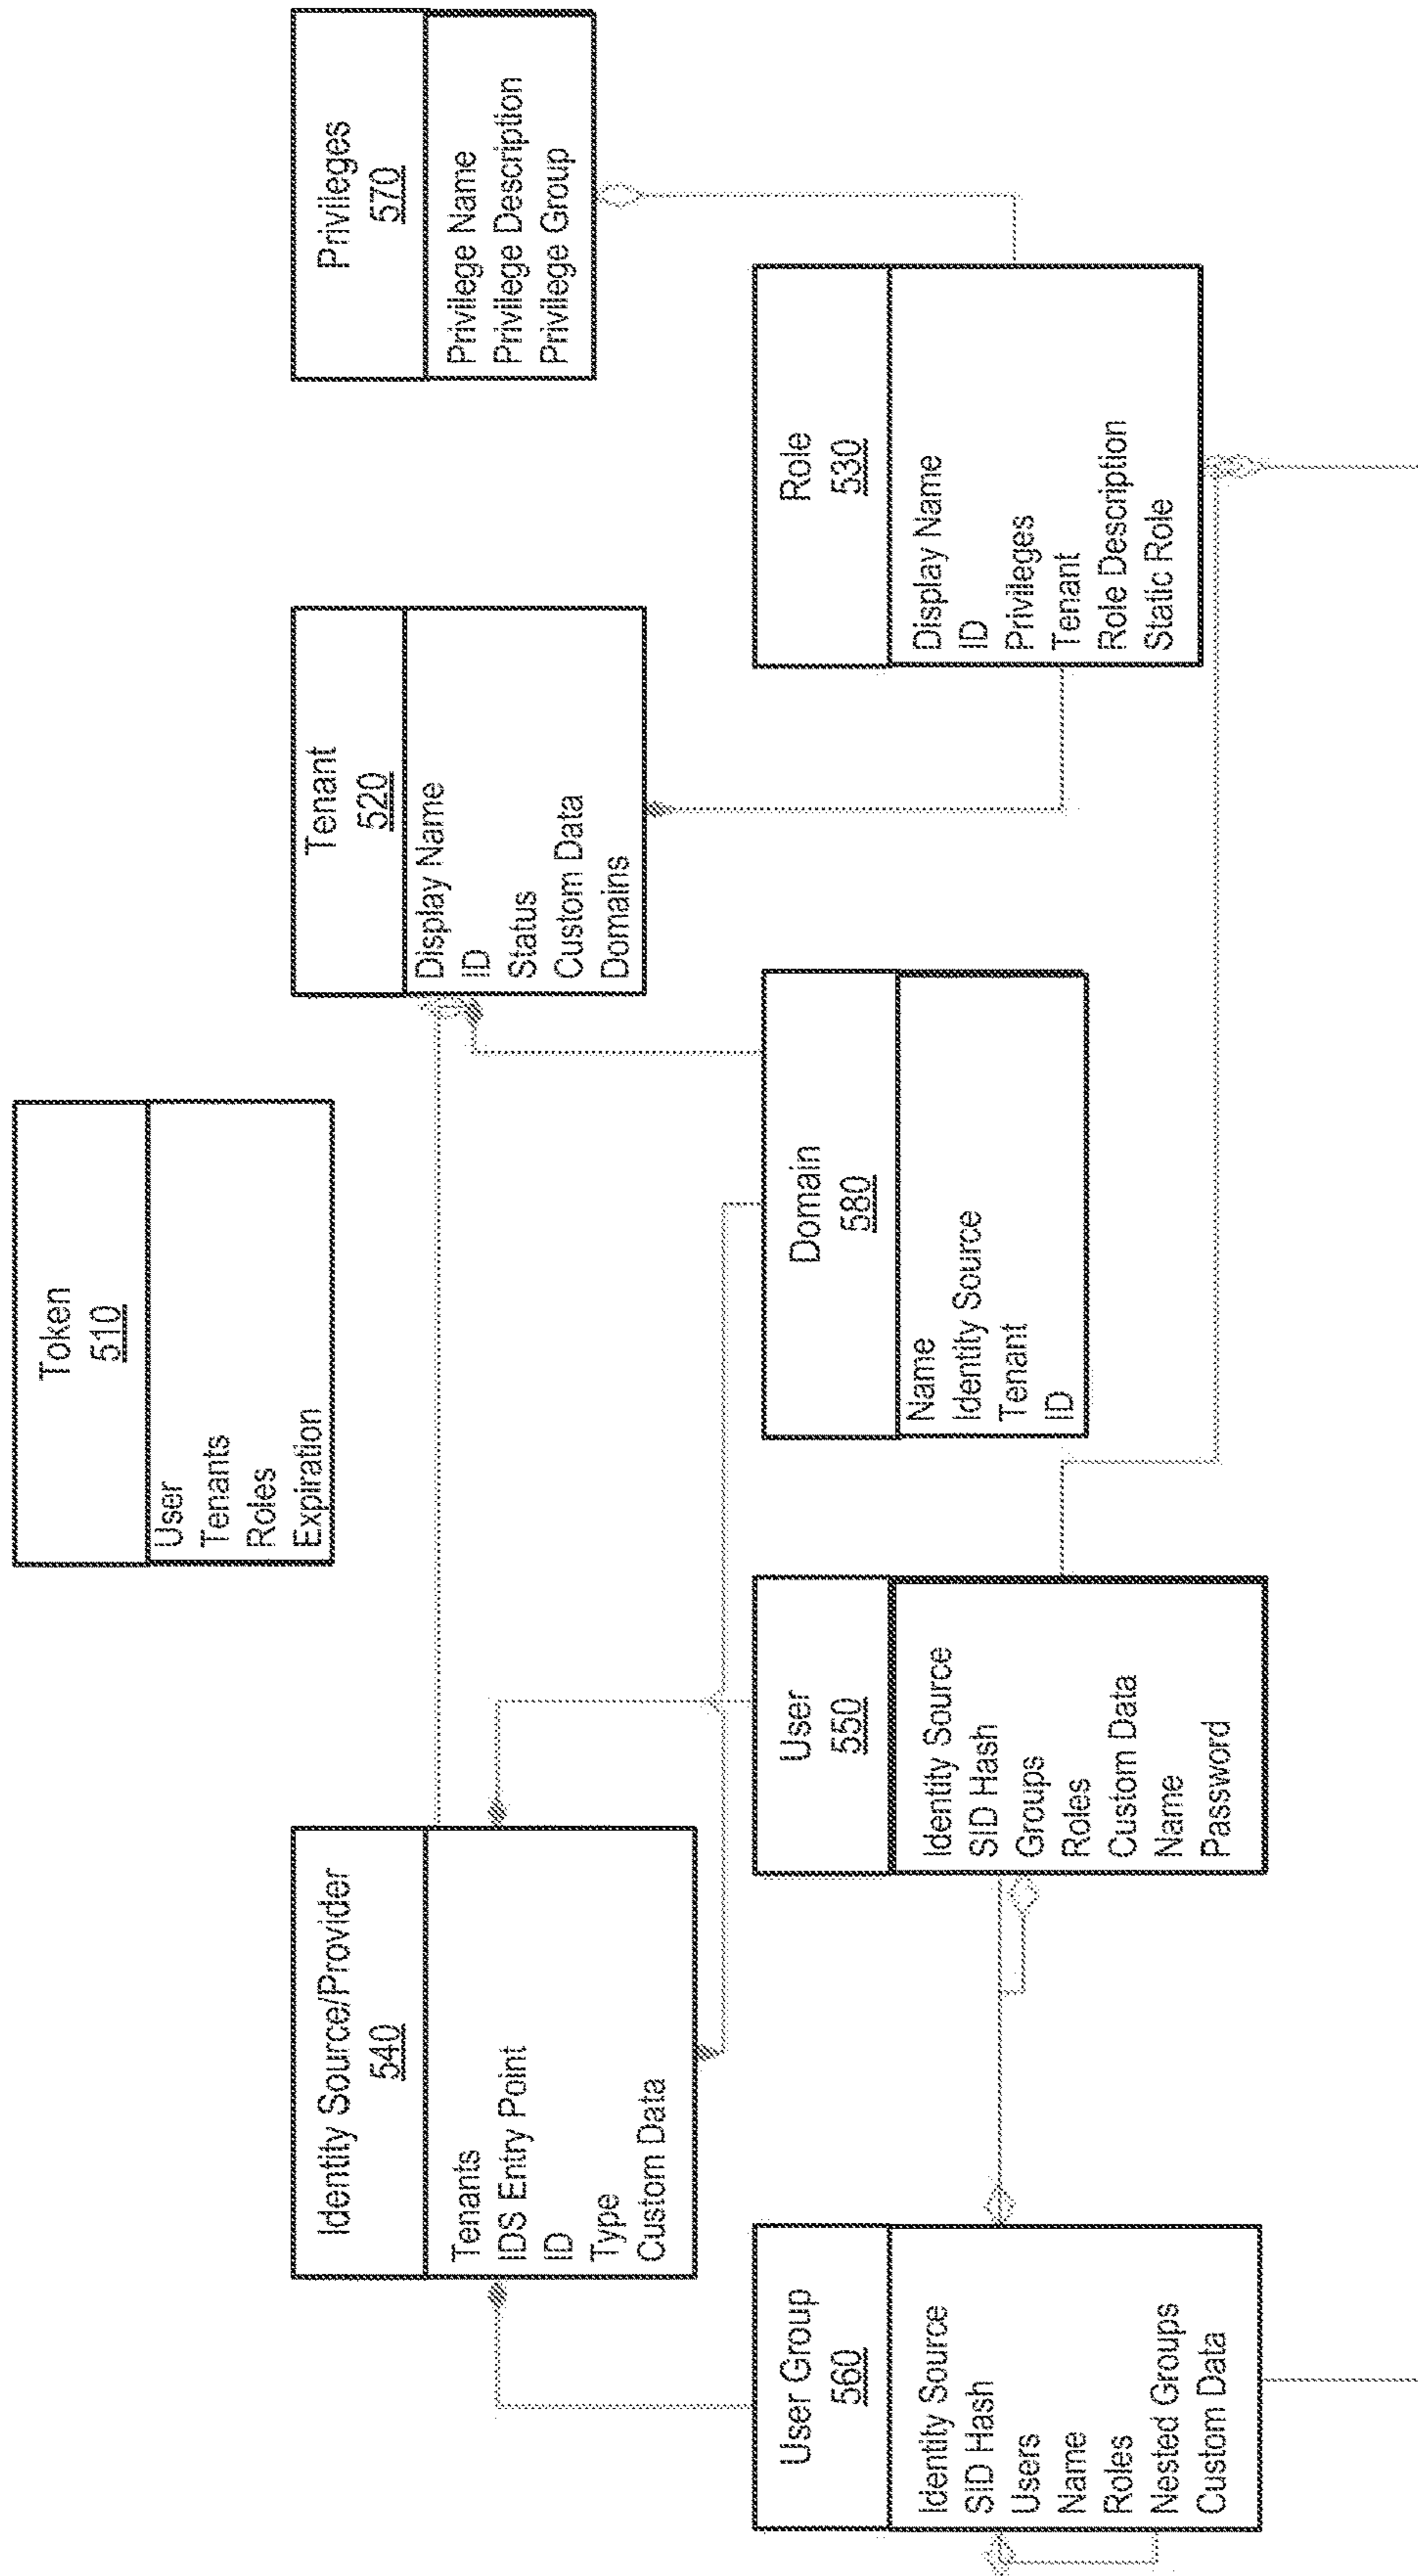 Token
510
User
Tenants
Roles
Expiration
Identity Source/Provider
540
Tenants
IDS Entry Point
ID
Type
Custom Data
Tenant
520
Display Name
ID
Status
Custom Data
Domains
Privileges
570
Privilege Name
Privilege Description
Privilege Group
User Group
560
Identity Source
SID Hash
Users
Name
Roles
Nested Groups
Custom Data
User
550
Identity Source
SID Hash
Groups
Roles
Custom Data
Name
Password
Domain
580
Name
Identity Source
Tenant
ID
Role
530
Display Name
ID
Privileges
Tenant
Role Description
Static Role